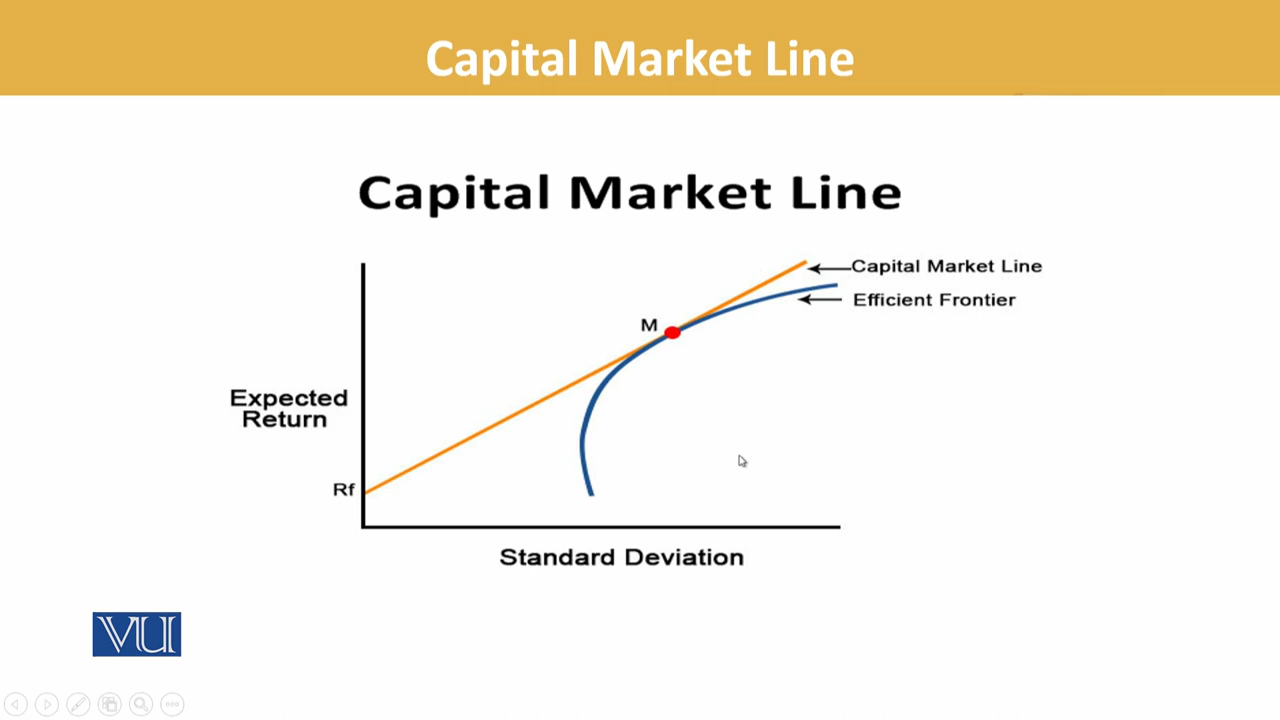 Capital Market Line
Capital Market Line
Capital Market Line
Efficient Frontier
M
Expected
Return
Rf
Standard Deviation
VU